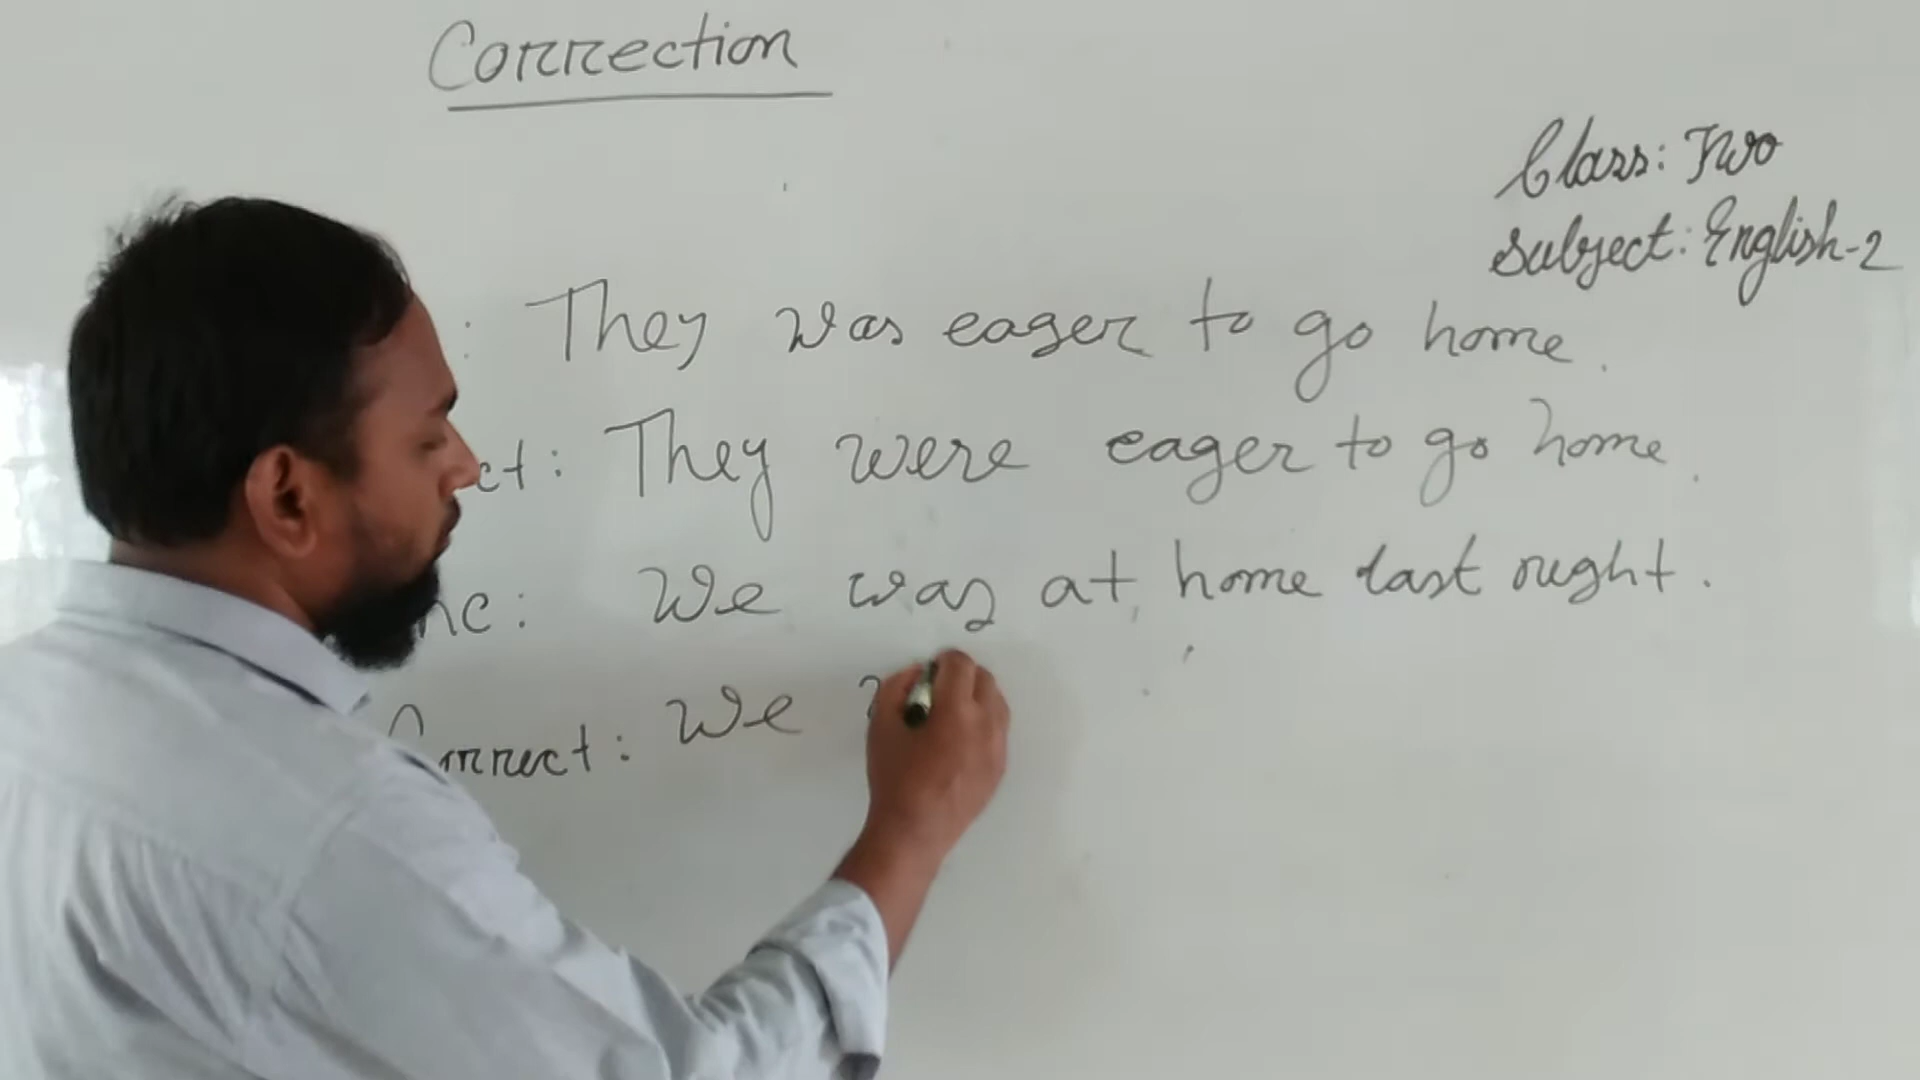 Correction
Class: Two
Subject: English-2
: They was eager to go home.
ct: They were eager to go home.
nc: We was at home last night.
Correct: We